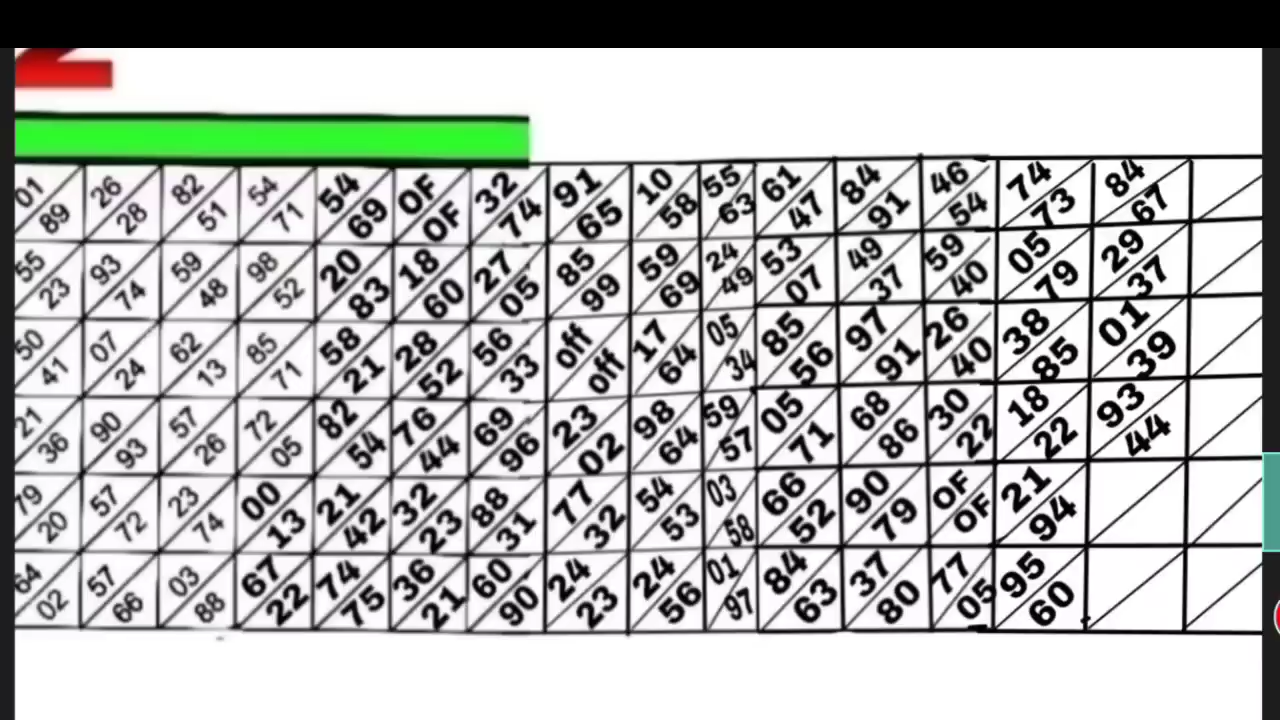 2
01 26 82 54 54 OF 32 91 10 55 61 84 46 74 84
89 28 51 71 69 OF 74 65 58 63 47 91 54 73 67
55 93 59 98 20 18 27 85 59 24 53 49 59 05 29
23 74 48 52 83 60 05 99 69 49 07 37 40 79 37
50 07 62 85 58 28 56 off 17 05 85 97 26 38 01
41 24 13 71 21 52 33 off 64 34 56 91 40 85 39
21 90 57 72 82 76 69 23 98 59 05 68 30 18 93
36 93 26 05 54 44 96 02 64 57 71 86 22 22 44
79 57 23 00 21 32 88 77 54 03 66 90 OF 21
20 72 74 13 42 23 31 32 53 58 52 79 OF 94
64 57 03 67 74 36 60 24 24 01 84 37 77 95
02 66 88 22 75 21 90 23 56 97 63 80 05 60